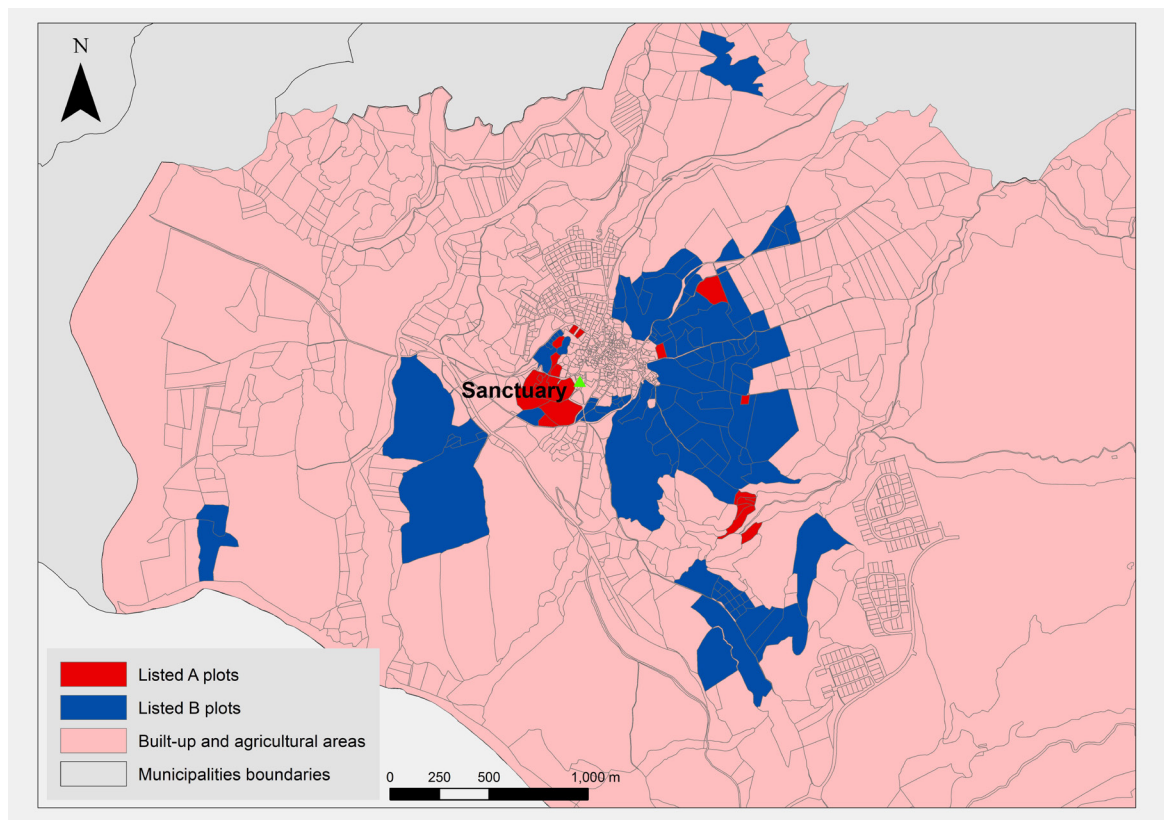 N
Sanctuary
Listed A plots
Listed B plots
Built-up and agricultural areas
Municipalities boundaries
0 250 500 1,000 m